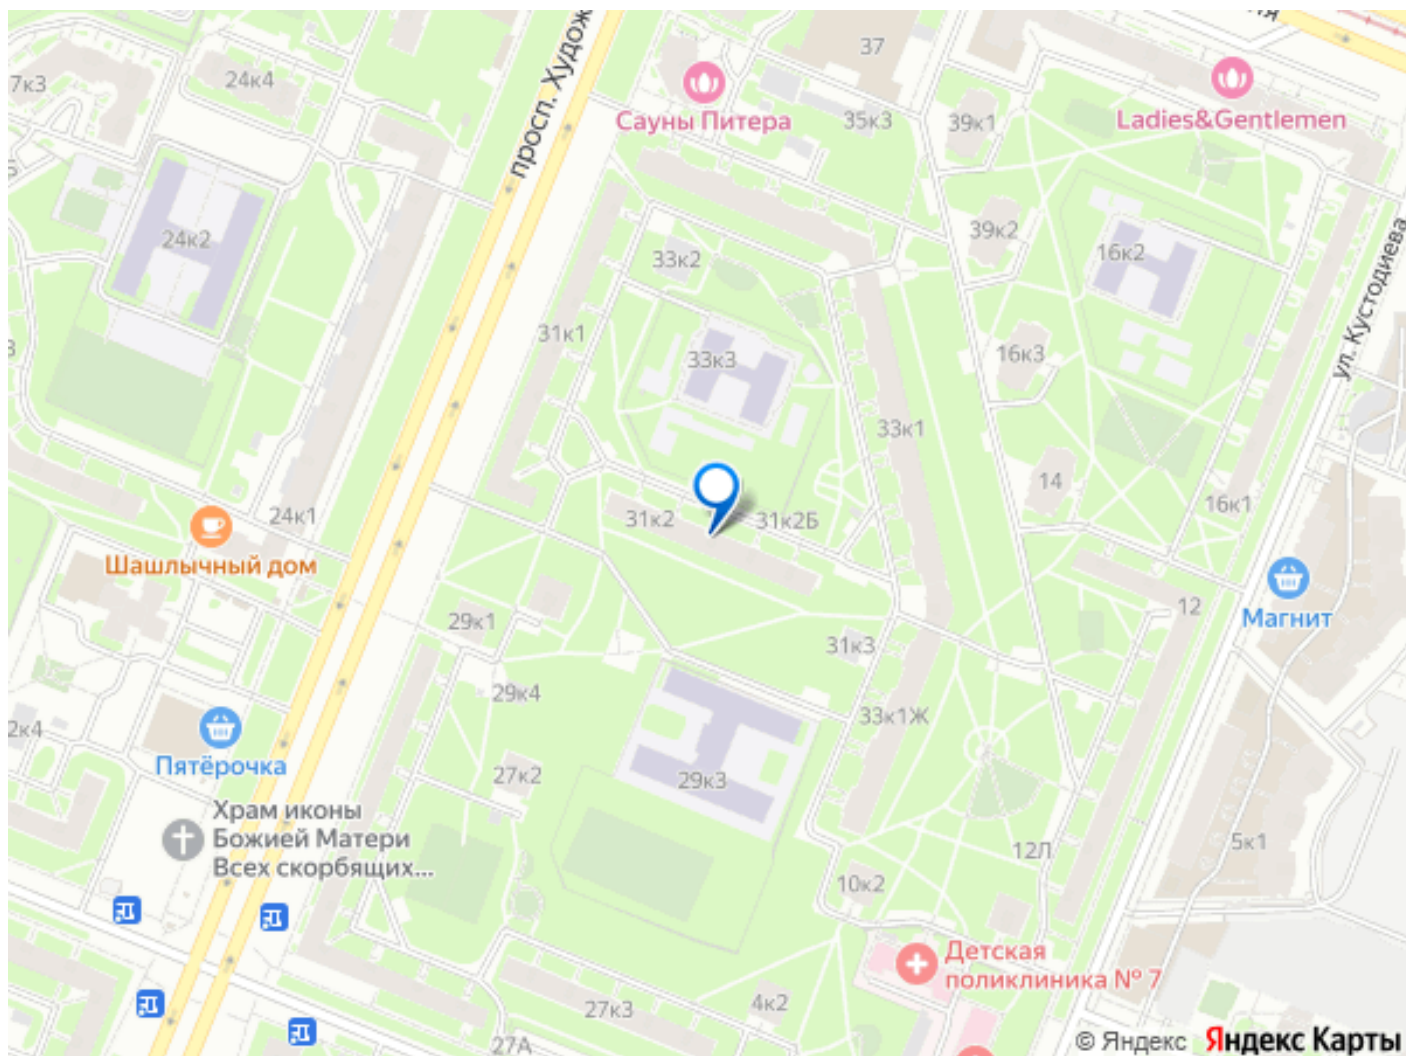 просп. Худож
37
7к3
24к4
Сауны Питера
35к3
39к1
Ladies&Gentlemen
24к2
33к2
39к2
16к2
ул. Кустодиева
31к1
33к3
16к3
33к1
14
16к1
24к1
31к2
31к2Б
Шашлычный дом
29к1
12
Магнит
31к3
29к4
33к1Ж
2к4
Пятёрочка
27к2
29к3
Храм иконы
Божией Матери
Всех скорбящих...
12Л
5к1
10к2
Детская
поликлиника № 7
27к3
4к2
27А
© Яндекс Яндекс Карты